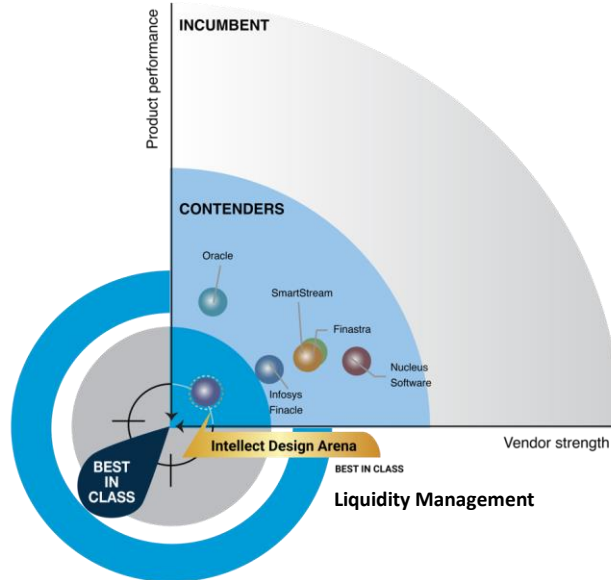 INCUMBENT
Product performance
CONTENDERS
Oracle
SmartStream
Finastra
Nucleus
Software
Infosys
Finacle
Intellect Design Arena
BEST IN CLASS
Vendor strength
BEST
IN
CLASS
Liquidity Management